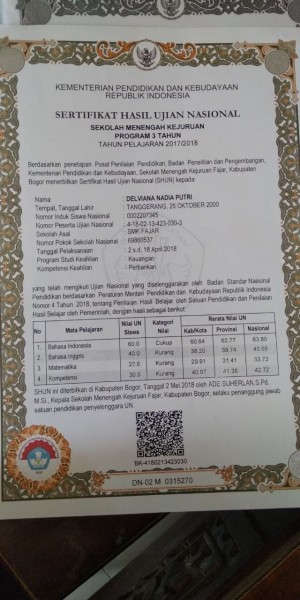 KEMENTERIAN PENDIDIKAN DAN KEBUDAYAAN
REPUBLIK INDONESIA
SERTIFIKAT HASIL UJIAN NASIONAL
SEKOLAH MENENGAH KEJURUAN
PROGRAM 3 TAHUN
TAHUN PELAJARAN 2017/2018
Berdasarkan penetapan Pusat Penilaian Pendidikan, Badan Penelitian dan Pengembangan,
Kementerian Pendidikan dan Kebudayaan, Sekolah Menengah Kejuruan Fajar, Kabupaten
Bogor menerbitkan Sertifikat Hasil Ujian Nasional (SHUN) kepada:
Nama : DELVIANA NADIA PUTRI
Tempat, Tanggal Lahir : TANGGERANG, 25 OKTOBER 2000
Nomor Induk Siswa Nasional : 0002207345
Nomor Peserta Ujian Nasional : 4-18-02-13-423-030-3
Sekolah Asal : SMK FAJAR
Nomor Pokok Sekolah Nasional : 69860537
Tanggal Pelaksanaan : 2 s.d. 18 April 2018
Program Studi Keahlian : Keuangan
Kompetensi Keahlian : Perbankan
yang telah mengikuti Ujian Nasional yang diselenggarakan oleh Badan Standar Nasional
Pendidikan berdasarkan Peraturan Menteri Pendidikan dan Kebudayaan Republik Indonesia
Nomor 4 Tahun 2018, tentang Penilaian Hasil Belajar oleh Satuan Pendidikan dan Penilaian
Hasil Belajar oleh Pemerintah, dengan hasil sebagai berikut:
No Mata Pelajaran Nilai UN Siswa Kategori Nilai Rerata Nilai UN
Kab/Kota Provinsi Nasional
1. Bahasa Indonesia 60.0 Cukup 60.64 62.77 63.80
2. Bahasa Inggris 40.0 Kurang 38.20 39.74 40.59
3. Matematika 27.5 Kurang 29.91 31.41 33.73
4. Kompetensi 30.0 Kurang 40.57 41.38 42.72
SHUN ini diterbitkan di Kabupaten Bogor, Tanggal 2 Mei 2018 oleh ADE SUHERLAN,S.Pd,
M.Si., Kepala Sekolah Menengah Kejuruan Fajar, Kabupaten Bogor, selaku penanggung jawab
satuan pendidikan penyelenggara UN.
BK-4180213423030
DN-02 M 0315270